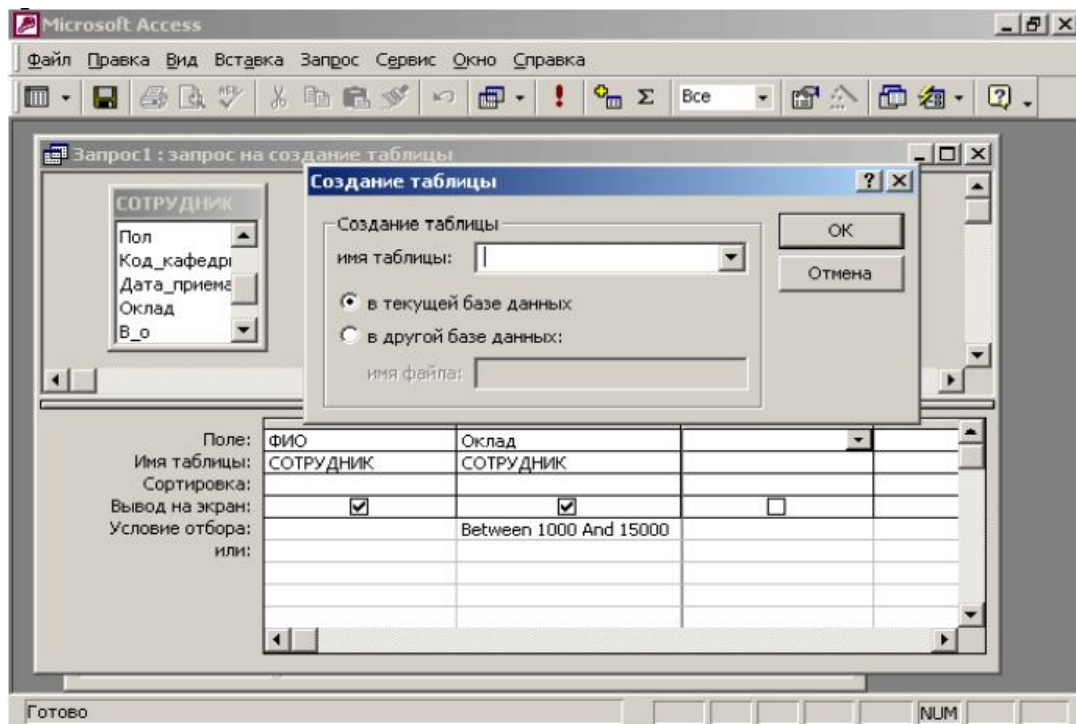 Microsoft Access
Файл Правка Вид Вставка Запрос Сервис Окно Справка
Все
Запрос1 : запрос на создание таблицы
СОТРУДНИК
Пол
Код_кафедры
Дата_приема
Оклад
В_о
Создание таблицы
Создание таблицы
имя таблицы:
в текущей базе данных
в другой базе данных:
имя файла:
ОК
Отмена
Поле: ФИО Оклад
Имя таблицы: СОТРУДНИК СОТРУДНИК
Сортировка:
Вывод на экран:
Условие отбора: Between 1000 And 15000
или:
Готово NUM